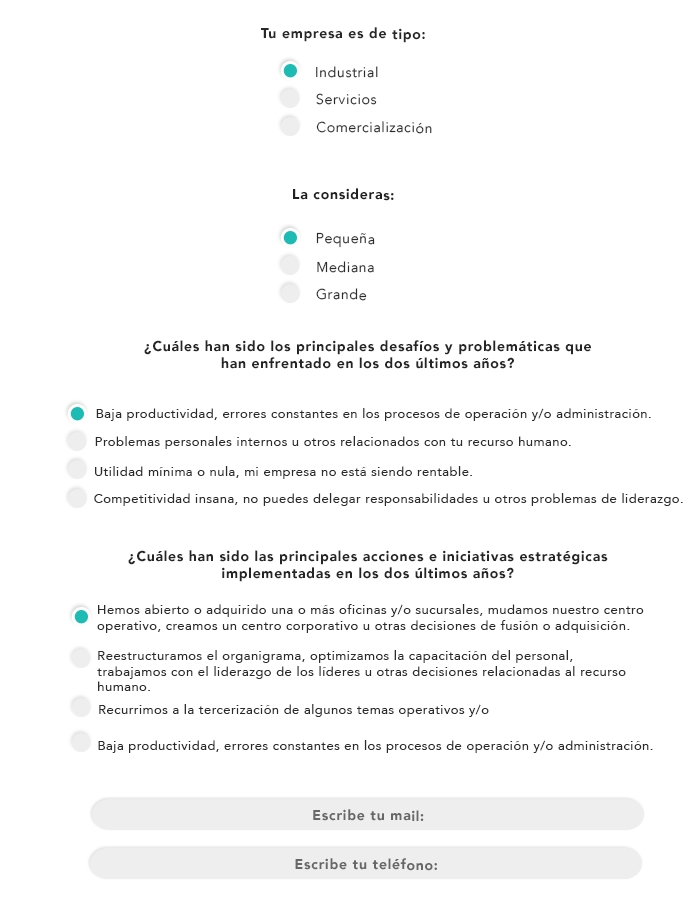 Tu empresa es de tipo:
Industrial
Servicios
Comercialización
La consideras:
Pequeña
Mediana
Grande
¿Cuáles han sido los principales desafíos y problemáticas que
han enfrentado en los dos últimos años?
Baja productividad, errores constantes en los procesos de operación y/o administración.
Problemas personales internos u otros relacionados con tu recurso humano.
Utilidad mínima o nula, mi empresa no está siendo rentable.
Competitividad insana, no puedes delegar responsabilidades u otros problemas de liderazgo.
¿Cuáles han sido las principales acciones e iniciativas estratégicas
implementadas en los dos últimos años?
Hemos abierto o adquirido una o más oficinas y/o sucursales, mudamos nuestro centro
operativo, creamos un centro corporativo u otras decisiones de fusión o adquisición.
Reestructuramos el organigrama, optimizamos la capacitación del personal,
trabajamos con el liderazgo de los líderes u otras decisiones relacionadas al recurso
humano.
Recurrimos a la tercerización de algunos temas operativos y/o
Baja productividad, errores constantes en los procesos de operación y/o administración.
Escribe tu mail:
Escribe tu teléfono: